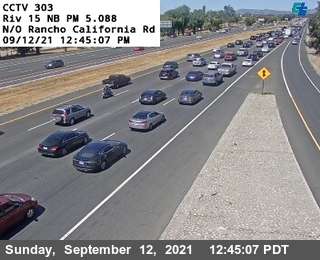 CCTV 303
Riv 15 NB PM 5.088
N/O Rancho California Rd
09/12/21 12:45:07 PM
Sunday, September 12, 2021 12:45:07 PDT